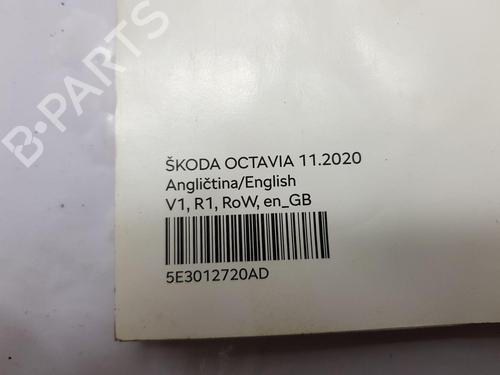 B-PARTS
ŠKODA OCTAVIA 11.2020
Angličtina/English
V1, R1, RoW, en_GB
5E3012720AD